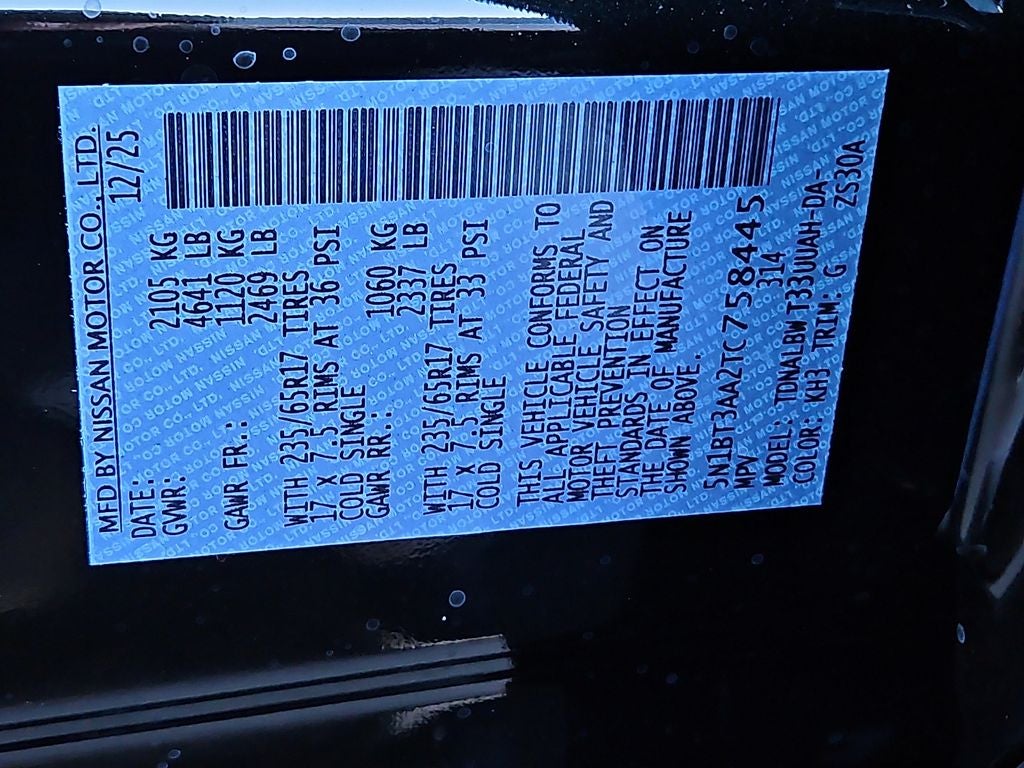 MFD BY NISSAN MOTOR CO., LTD.
DATE: 12/25
GVWR: 2105 KG
4641 LB
GAWR FR.: 1120 KG
2469 LB
WITH 235/65R17 TIRES
17 X 7.5 RIMS AT 36 PSI
COLD SINGLE
GAWR RR.: 1060 KG
2337 LB
WITH 235/65R17 TIRES
17 X 7.5 RIMS AT 33 PSI
COLD SINGLE
THIS VEHICLE CONFORMS TO
ALL APPLICABLE FEDERAL
MOTOR VEHICLE SAFETY AND
THEFT PREVENTION
STANDARDS IN EFFECT ON
THE DATE OF MANUFACTURE
SHOWN ABOVE.
5N1BT3AA2TC758445
MPV 314
MODEL: TDNALBWT33UUAH-DA-
COLOR: KH3 TRIM: G ZS30A